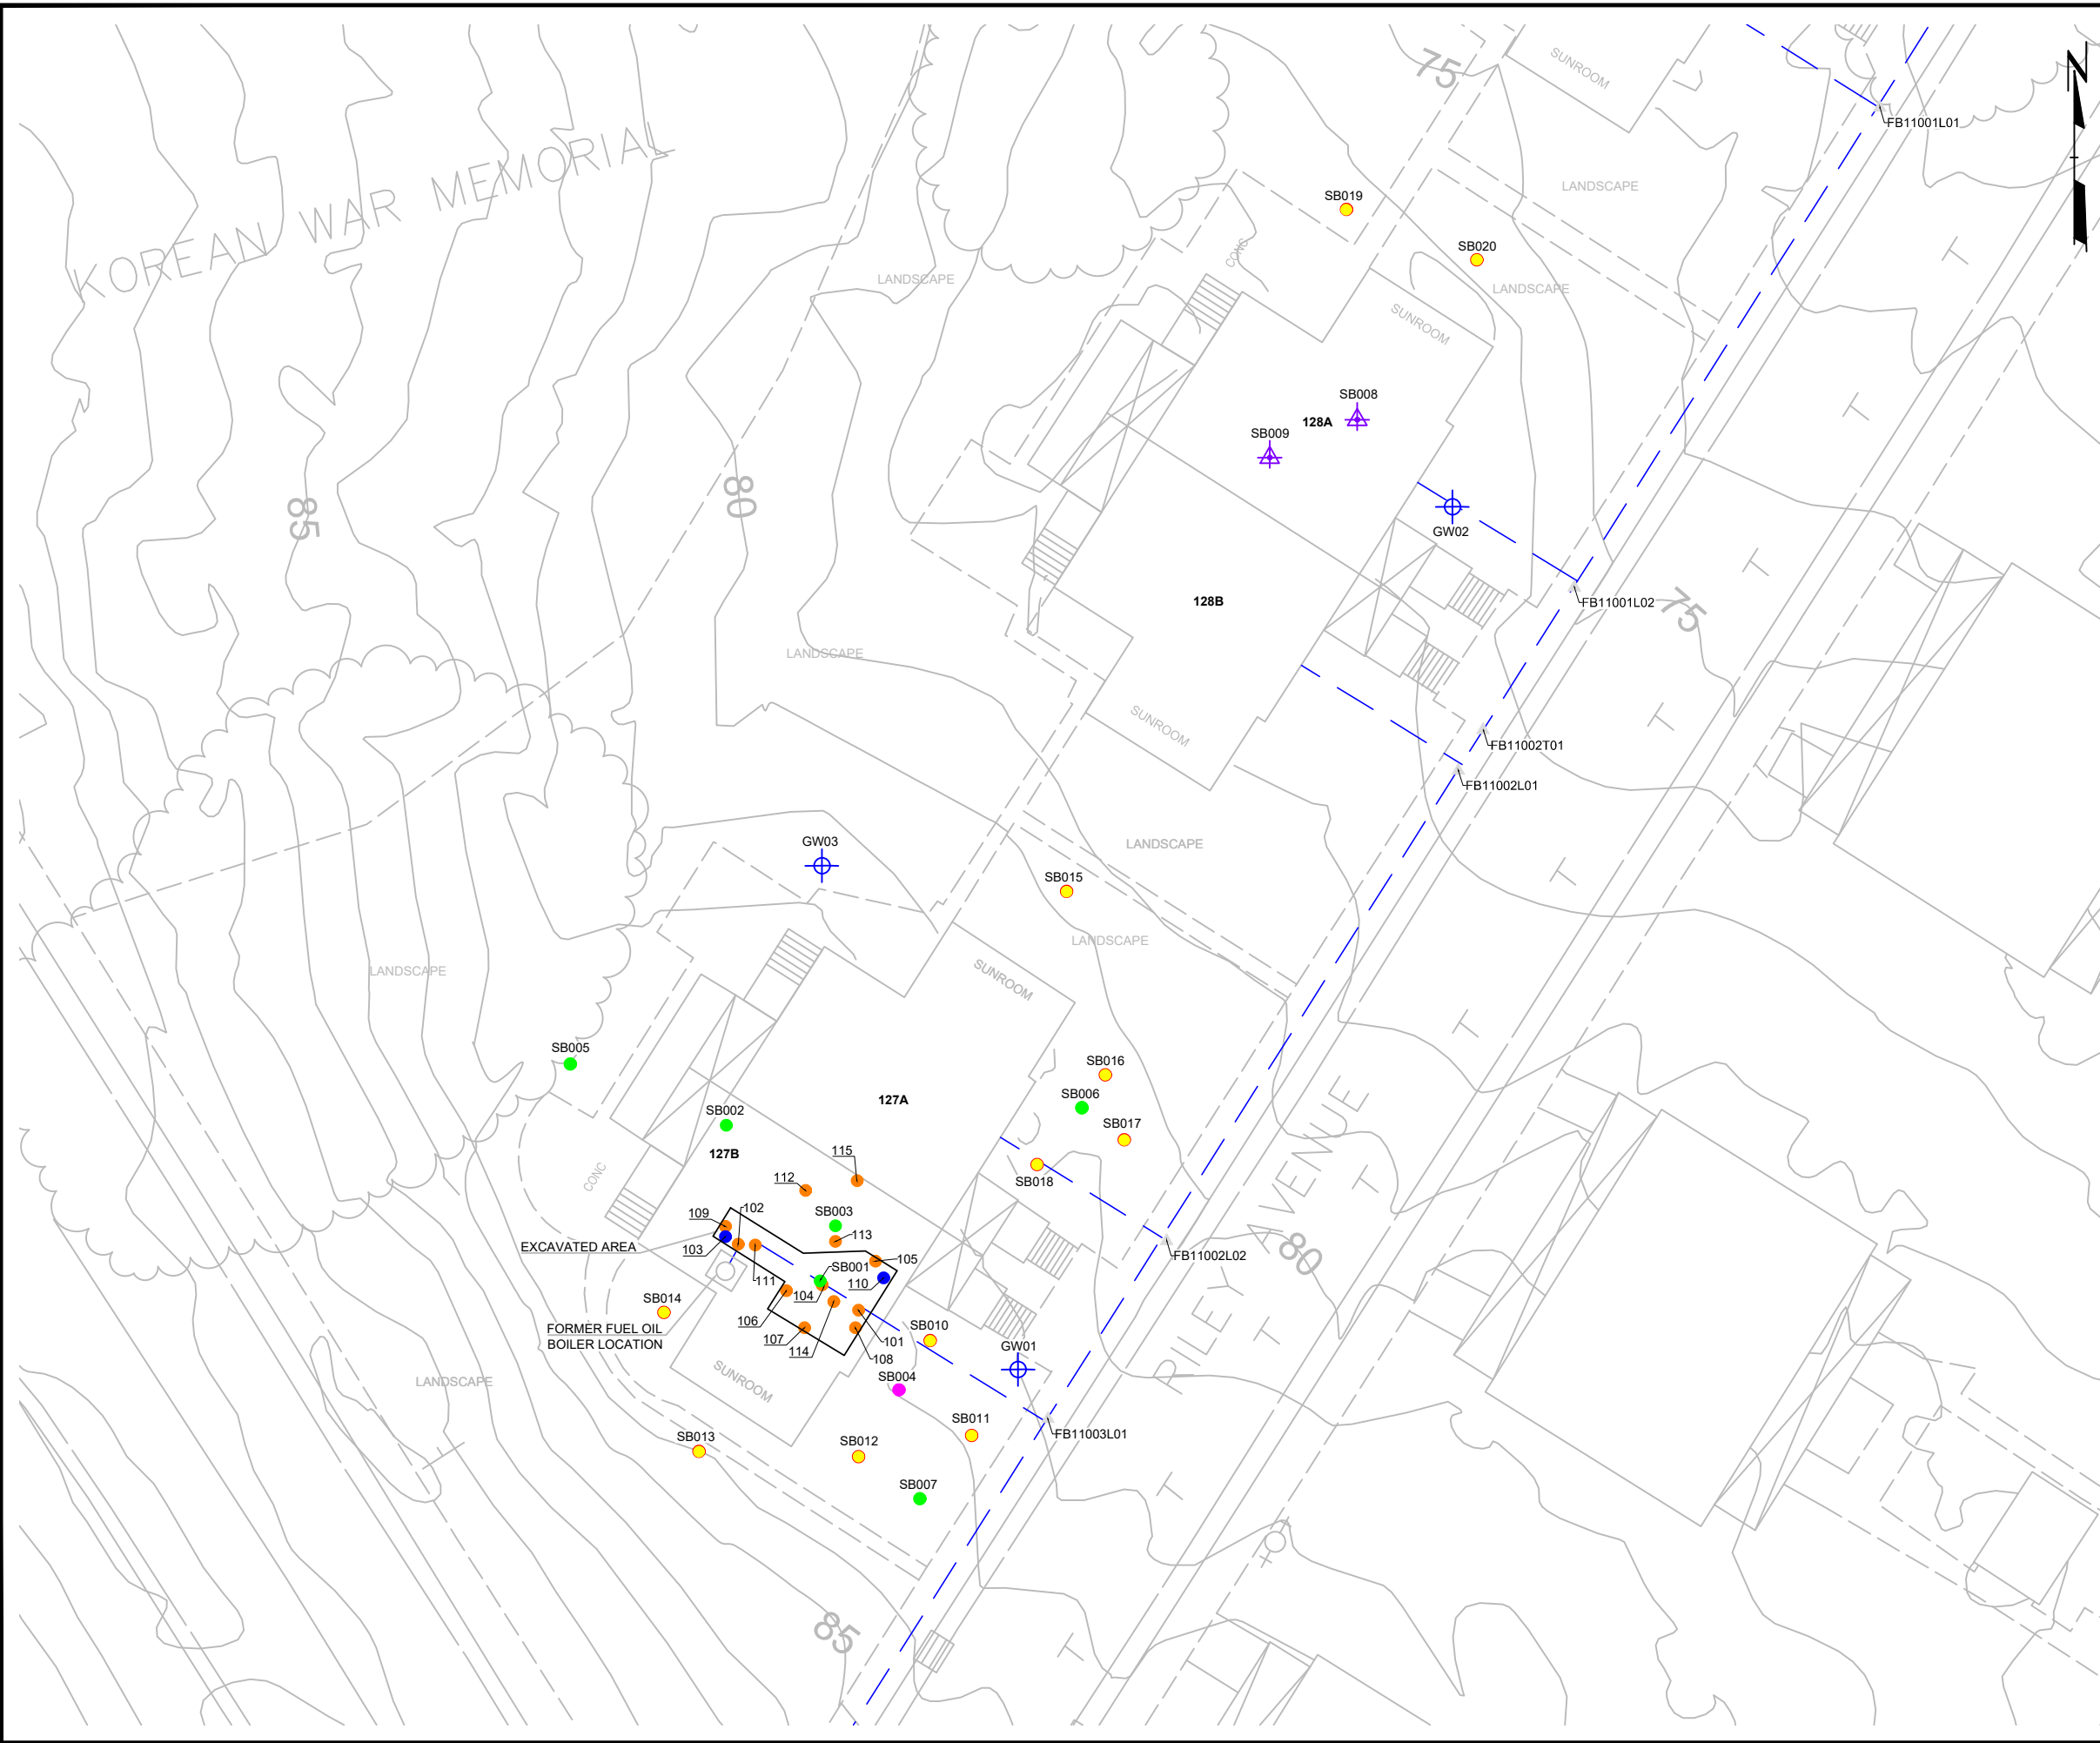 N
75
SUNROOM
FB11001L01
KOREAN WAR MEMORIAL
SB019
LANDSCAPE
SB020
CONC
LANDSCAPE
LANDSCAPE
SUNROOM
SB008
128A
SB009
85
80
GW02
128B
FB11001L02
75
LANDSCAPE
SUNROOM
FB11002T01
FB11002L01
GW03
LANDSCAPE
SB015
LANDSCAPE
LANDSCAPE
SUNROOM
SB005
SB016
127A
SB006
SB002
SB017
127B
115
CONC
112
SB018
RILEY AVENUE
109
102
SB003
113
EXCAVATED AREA
103
FB11002L02
80
105
SB001
111
110
104
SB014
106
FORMER FUEL OIL
BOILER LOCATION
107
101
SB010
114
108
GW01
SUNROOM
SB004
LANDSCAPE
SB011
FB11003L01
SB013
SB012
SB007
85